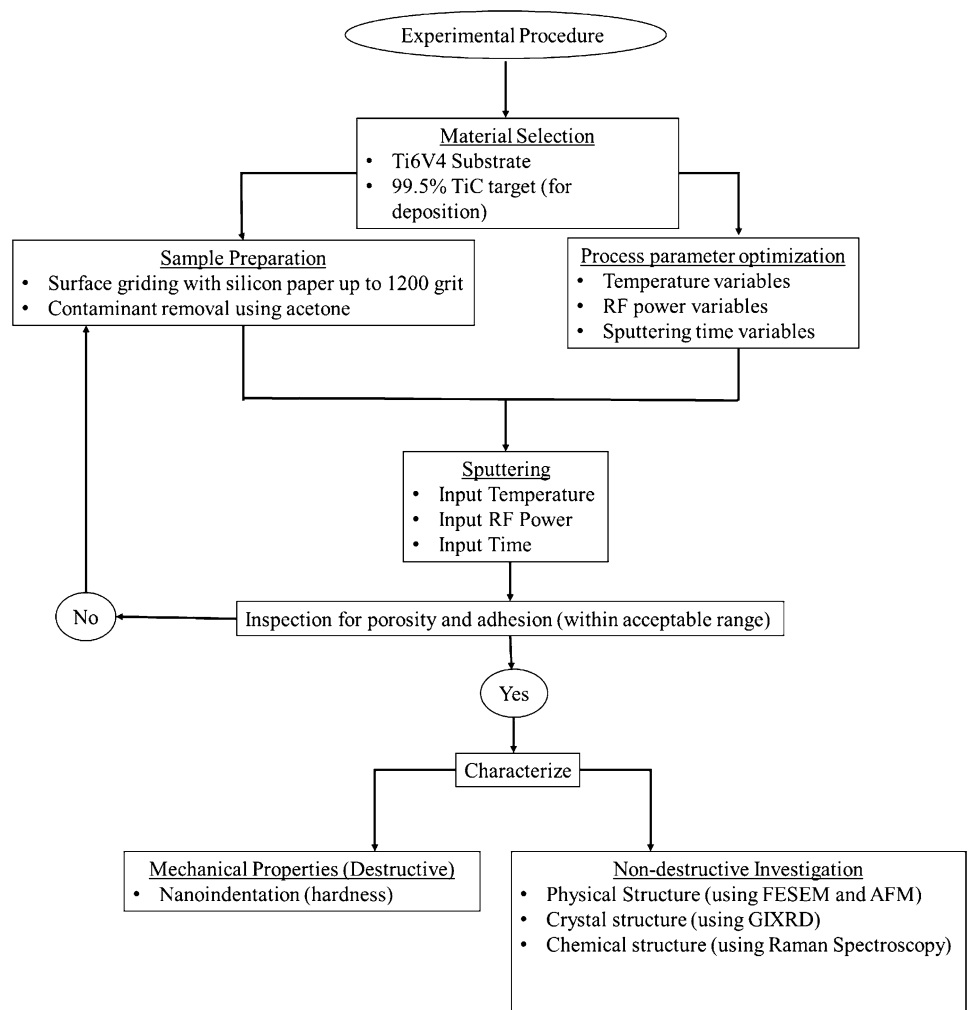 Experimental Procedure
Material Selection
• Ti6V4 Substrate
• 99.5% TiC target (for
deposition)
Sample Preparation
• Surface griding with silicon paper up to 1200 grit
• Contaminant removal using acetone
Process parameter optimization
• Temperature variables
• RF power variables
• Sputtering time variables
Sputtering
• Input Temperature
• Input RF Power
• Input Time
No
Inspection for porosity and adhesion (within acceptable range)
Yes
Characterize
Mechanical Properties (Destructive)
• Nanoindentation (hardness)
Non-destructive Investigation
• Physical Structure (using FESEM and AFM)
• Crystal structure (using GIXRD)
• Chemical structure (using Raman Spectroscopy)